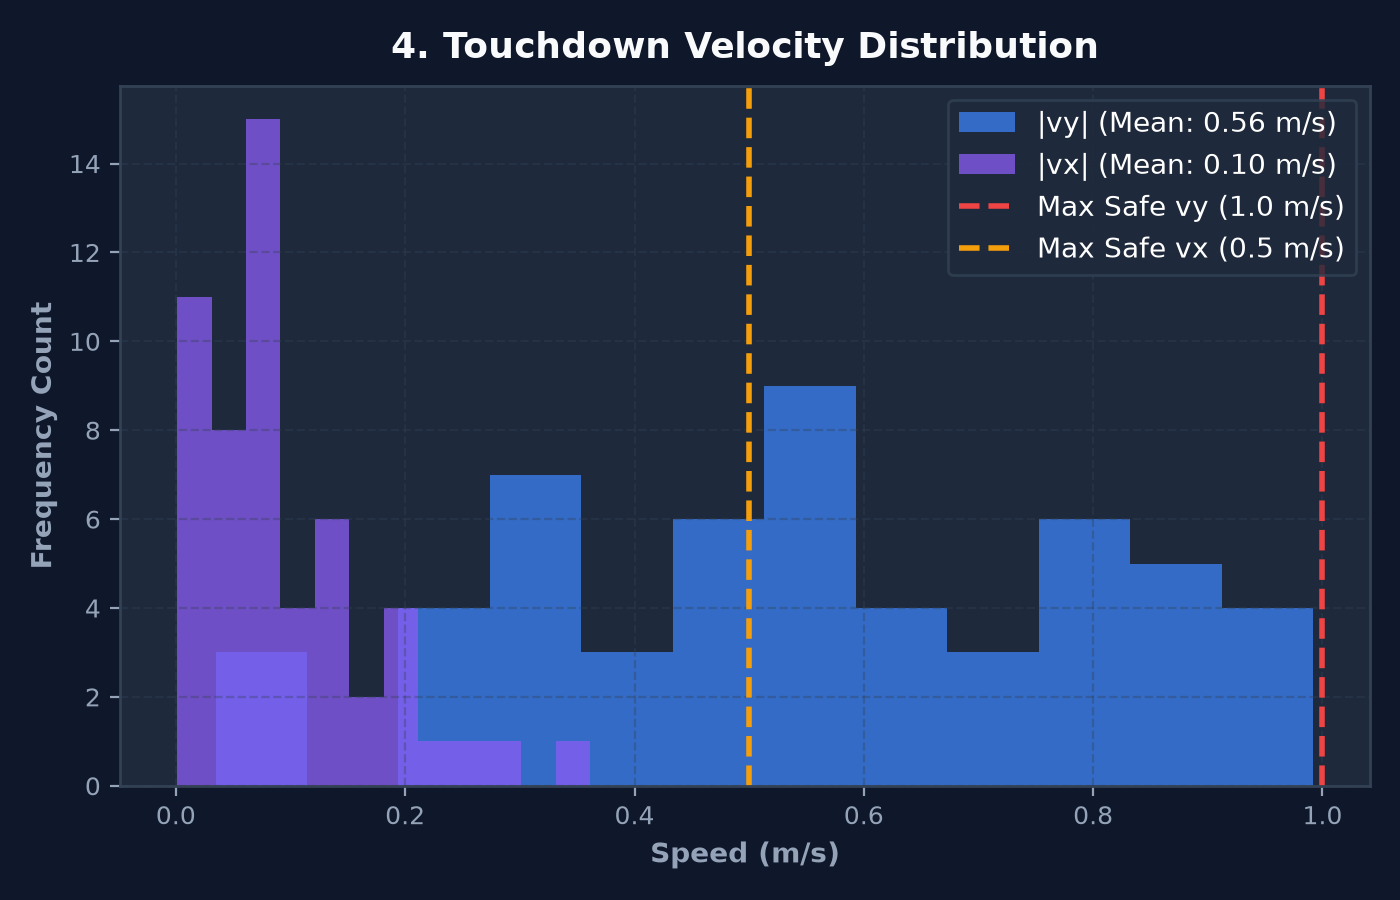 4. Touchdown Velocity Distribution
|vy| (Mean: 0.56 m/s)
|vx| (Mean: 0.10 m/s)
Max Safe vy (1.0 m/s)
Max Safe vx (0.5 m/s)
Frequency Count
14
12
10
8
6
4
2
0
0.0 0.2 0.4 0.6 0.8 1.0
Speed (m/s)